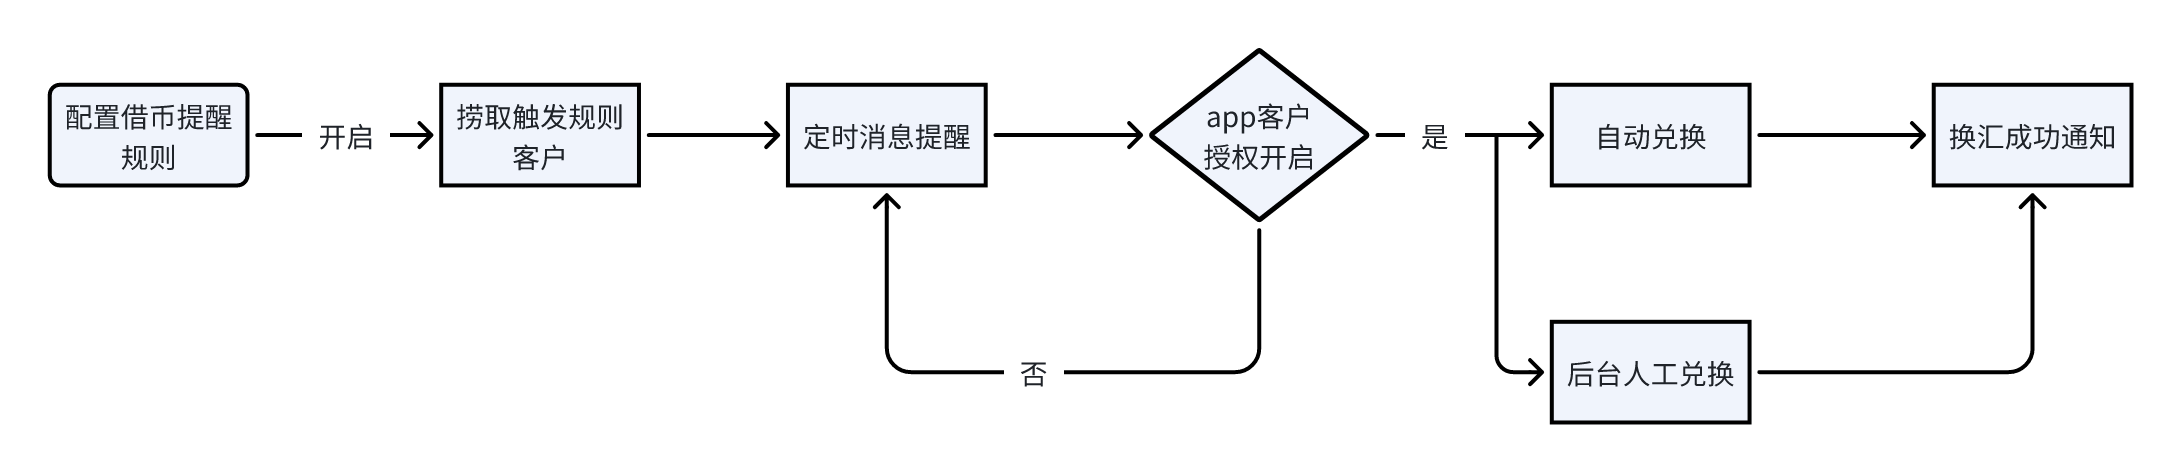 配置借币提醒
规则
开启
捞取触发规则
客户
定时消息提醒
app客户
授权开启
是
自动兑换
换汇成功通知
否
后台人工兑换